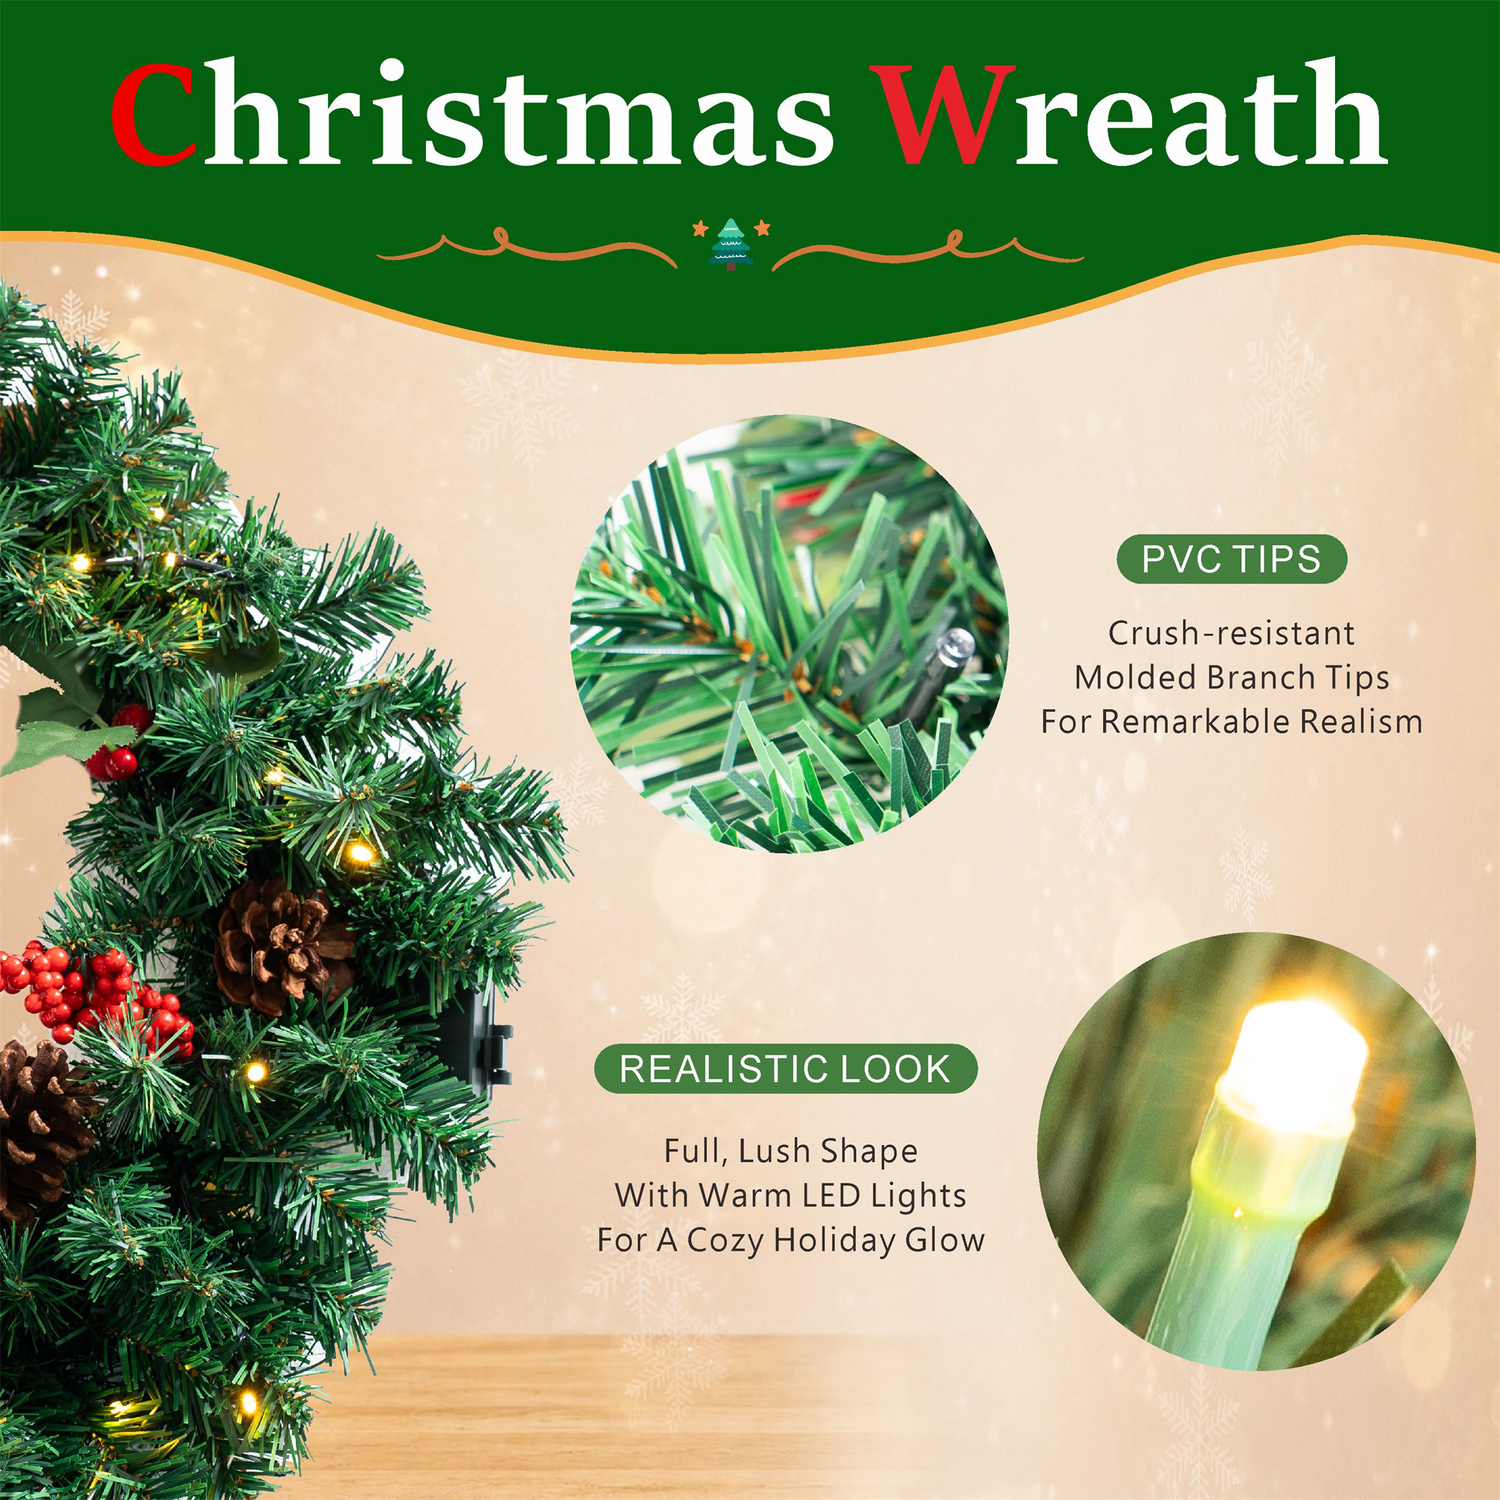 Christmas Wreath
PVC TIPS
Crush-resistant
Molded Branch Tips
For Remarkable Realism
REALISTIC LOOK
Full, Lush Shape
With Warm LED Lights
For A Cozy Holiday Glow